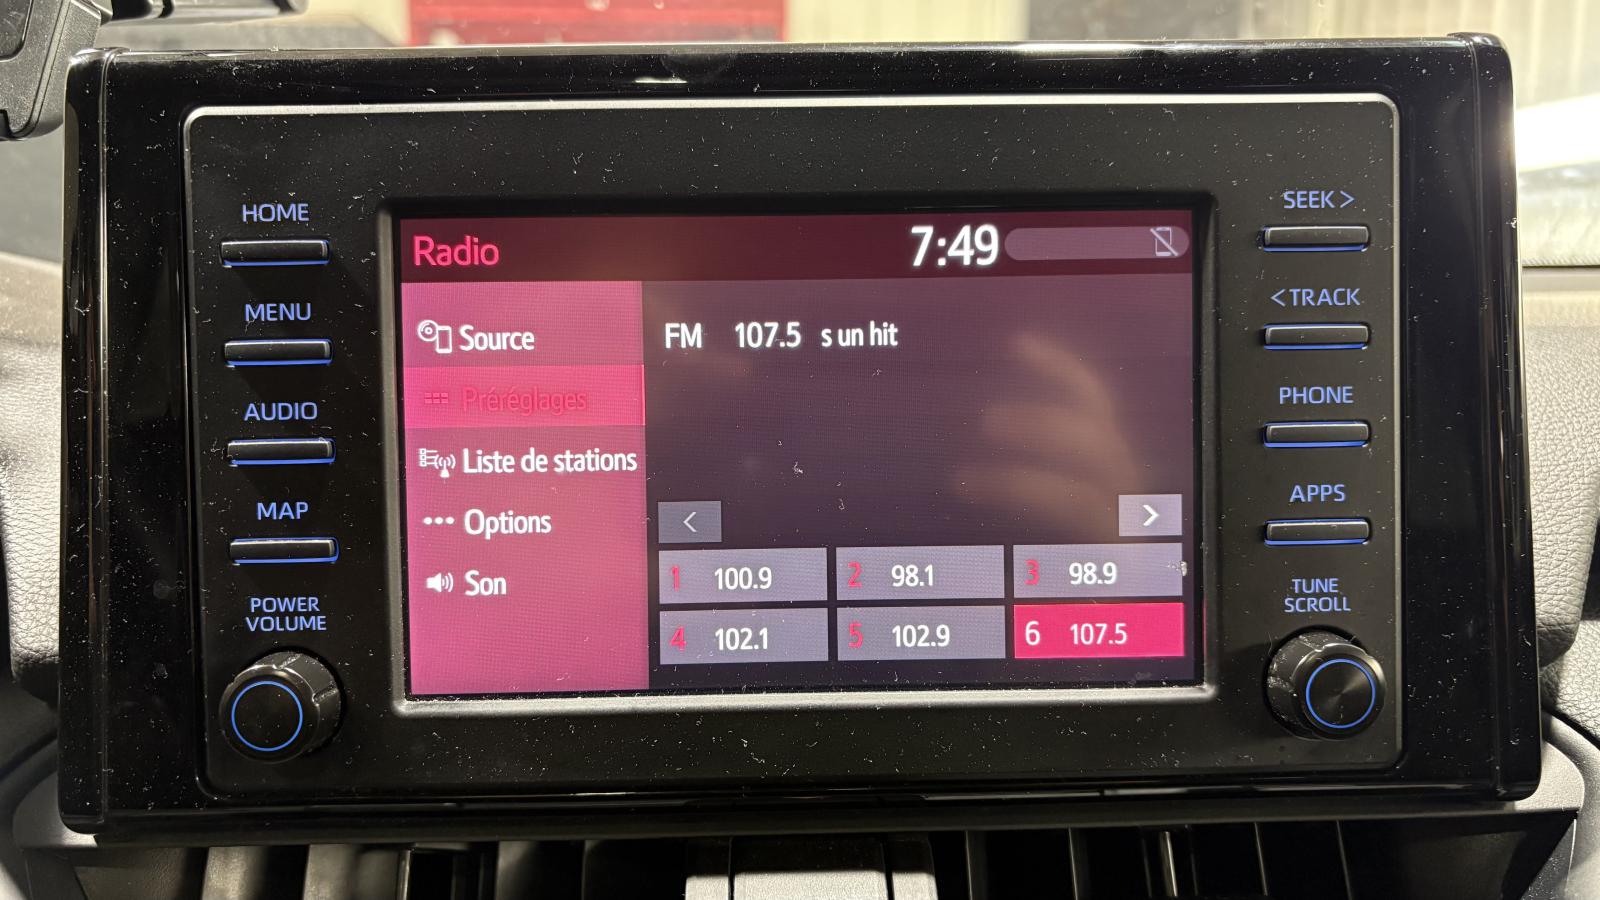 HOME
MENU
AUDIO
MAP
POWER
VOLUME
Radio
7:49
Source
Préréglages
Liste de stations
Options
Son
FM 107.5 s un hit
<
>
1 100.9
2 98.1
3 98.9
4 102.1
5 102.9
6 107.5
SEEK >
< TRACK
PHONE
APPS
TUNE
SCROLL